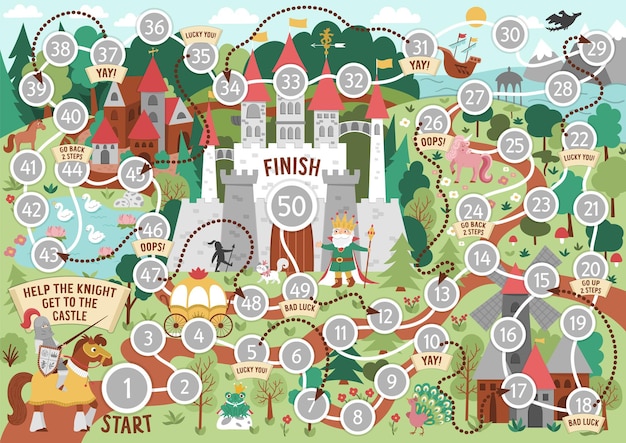 HELP THE KNIGHT
GET TO THE
CASTLE
START
1
2
3
4
5
LUCKY YOU!
6
7
8
9
10
YAY!
11
12
13
14
15
16
17
18
BAD LUCK
19
20
GO UP
2 STEPS
21
22
LUCKY YOU!
23
24
GO BACK
2 STEPS
25
26
OOPS!
27
28
29
30
31
YAY!
32
33
34
35
LUCKY YOU!
36
37
YAY!
38
39
40
41
42
43
44
GO BACK
2 STEPS
45
46
OOPS!
47
48
49
BAD LUCK
50
FINISH